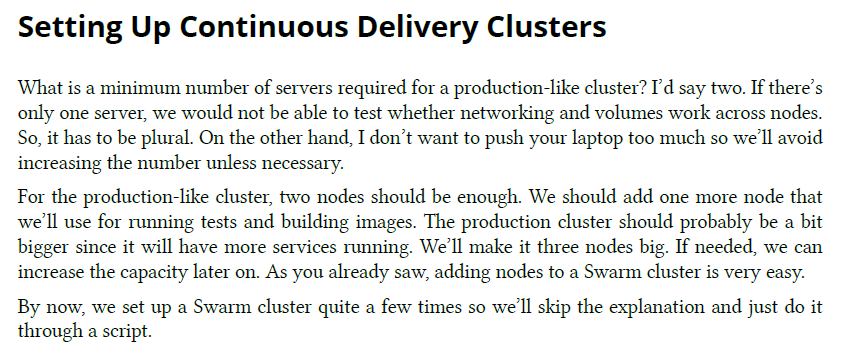 Setting Up Continuous Delivery Clusters
What is a minimum number of servers required for a production-like cluster? I’d say two. If there’s
only one server, we would not be able to test whether networking and volumes work across nodes.
So, it has to be plural. On the other hand, I don’t want to push your laptop too much so we’ll avoid
increasing the number unless necessary.
For the production-like cluster, two nodes should be enough. We should add one more node that
we’ll use for running tests and building images. The production cluster should probably be a bit
bigger since it will have more services running. We’ll make it three nodes big. If needed, we can
increase the capacity later on. As you already saw, adding nodes to a Swarm cluster is very easy.
By now, we set up a Swarm cluster quite a few times so we’ll skip the explanation and just do it
through a script.